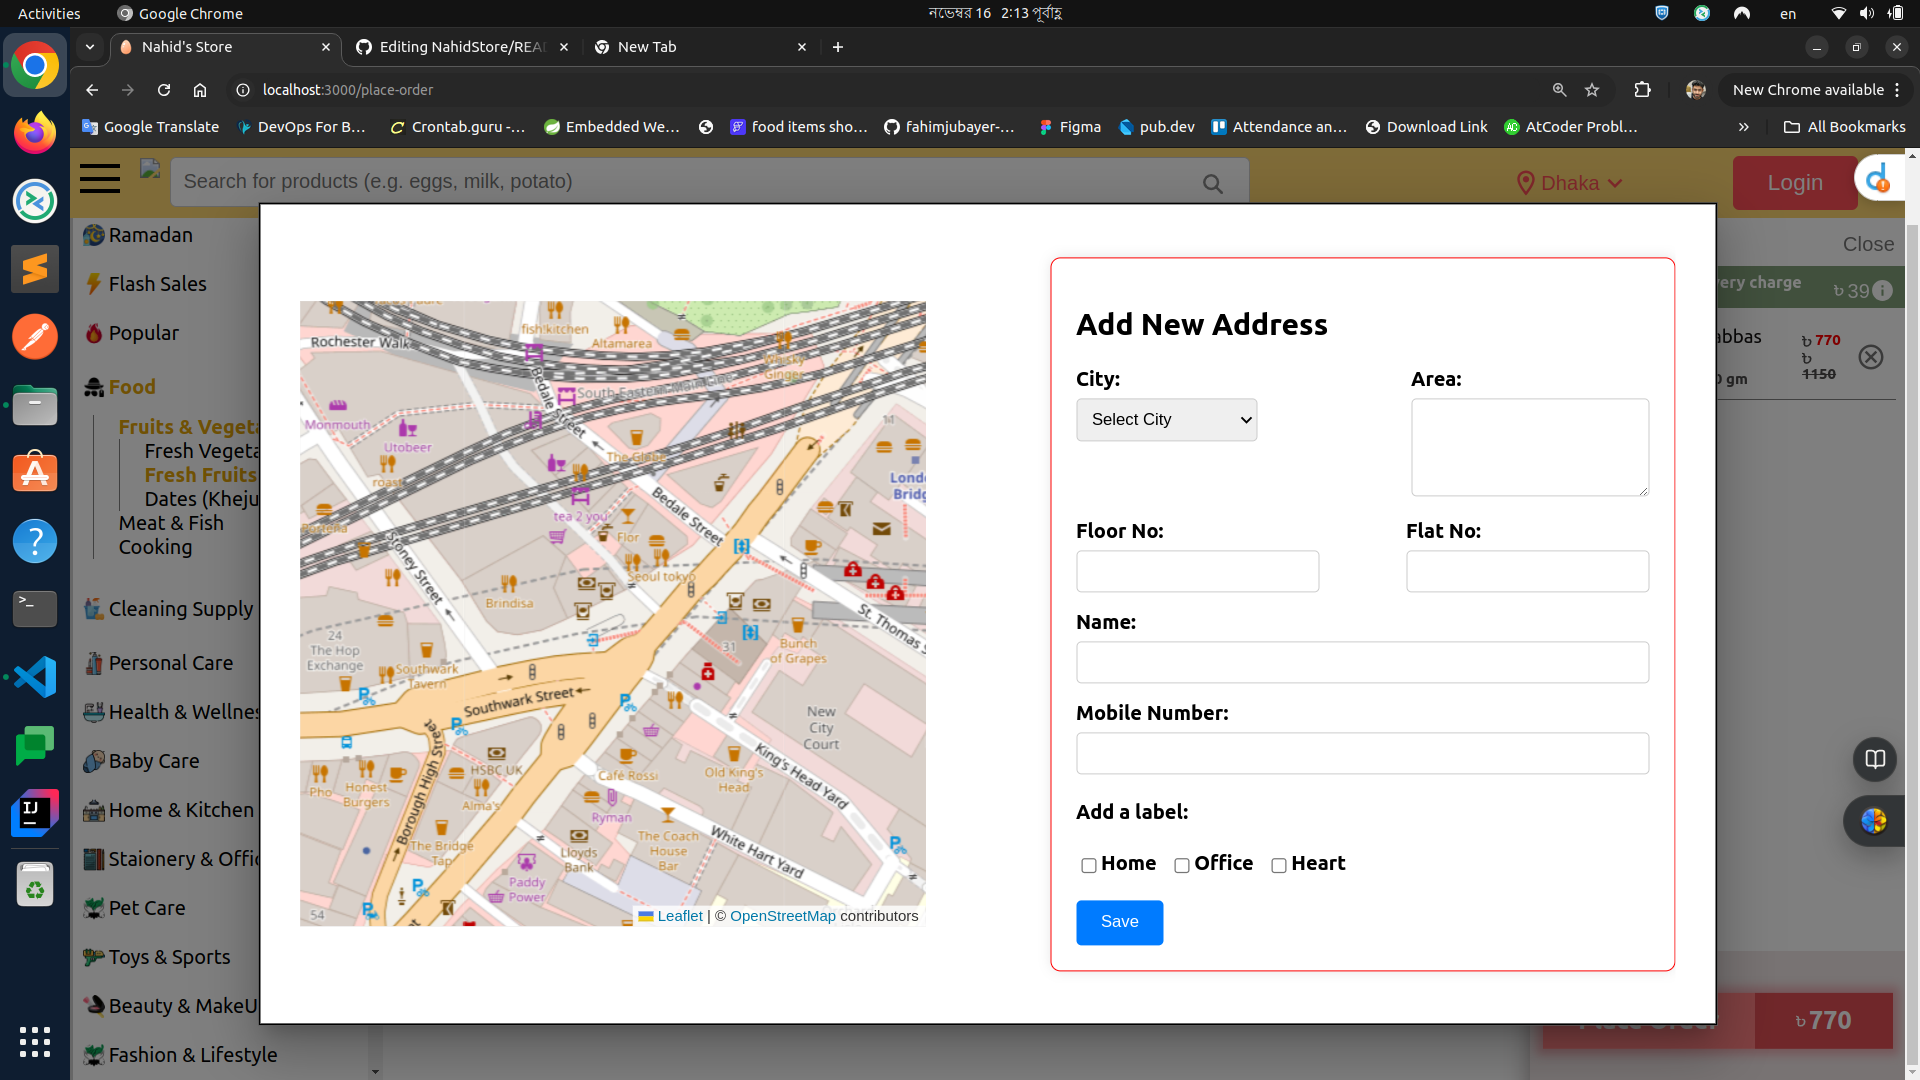 Activities
Google Chrome
নভেম্বর 16 2:13 পূর্বাহ্ণ
en
Nahid's Store
Editing NahidStore/REA
New Tab
localhost:3000/place-order
New Chrome available
Google Translate
DevOps For B...
Crontab.guru -...
Embedded We...
food items sho...
fahimjubayer-...
Figma
pub.dev
Attendance an...
Download Link
AtCoder Probl...
All Bookmarks
Search for products (e.g. eggs, milk, potato)
Dhaka
Login
Ramadan
Flash Sales
Popular
Food
Fruits & Vegeta
Fresh Vegeta
Fresh Fruits
Dates (Kheju
Meat & Fish
Cooking
Cleaning Supply
Personal Care
Health & Wellnes
Baby Care
Home & Kitchen
Staionery & Offic
Pet Care
Toys & Sports
Beauty & MakeU
Fashion & Lifestyle
Rochester Walk
fish!kitchen
Altamarea
Whisky
Ginger
Bedale Street
Monmouth
Utobeer
The Globe
roast
Bedale Street
London
Bridg
tea 2 you
Flor
Stoney Street
Seoul tokyo
Brindisa
St. Thomas S
24
The Hop
Exchange
Southwark
Tavern
31
Bunch
of Grapes
Southwark Street
New
City
Court
Borough High Street
HSBC UK
Café Rossi
Old King's
Head
King's Head Yard
Pho
Honest
Burgers
Alma's
Ryman
The Bridge
Tap
Lloyds
Bank
The Coach
House
Bar
White Hart Yard
Paddy
Power
54
Leaflet | © OpenStreetMap contributors
Add New Address
City:
Area:
Select City
Floor No:
Flat No:
Name:
Mobile Number:
Add a label:
Home
Office
Heart
Save
Close
very charge
৳ 39
abbas
৳ 770
৳
1150
0 gm
Place Order
৳ 770